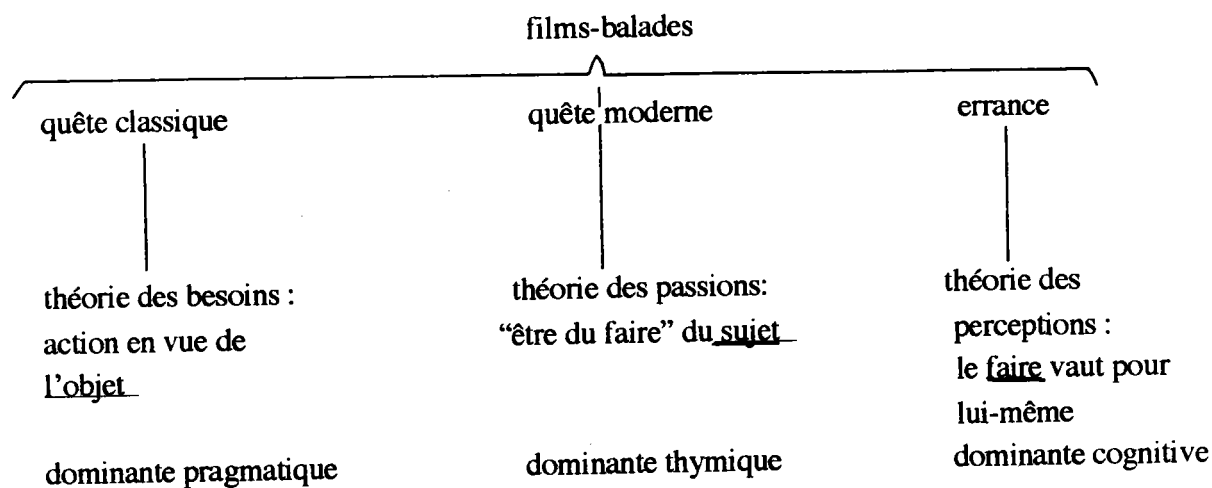 films-balades
quête classique
quête moderne
errance
théorie des besoins :
action en vue de
l'objet
dominante pragmatique
théorie des passions:
“être du faire” du sujet
dominante thymique
théorie des
perceptions :
le faire vaut pour
lui-même
dominante cognitive